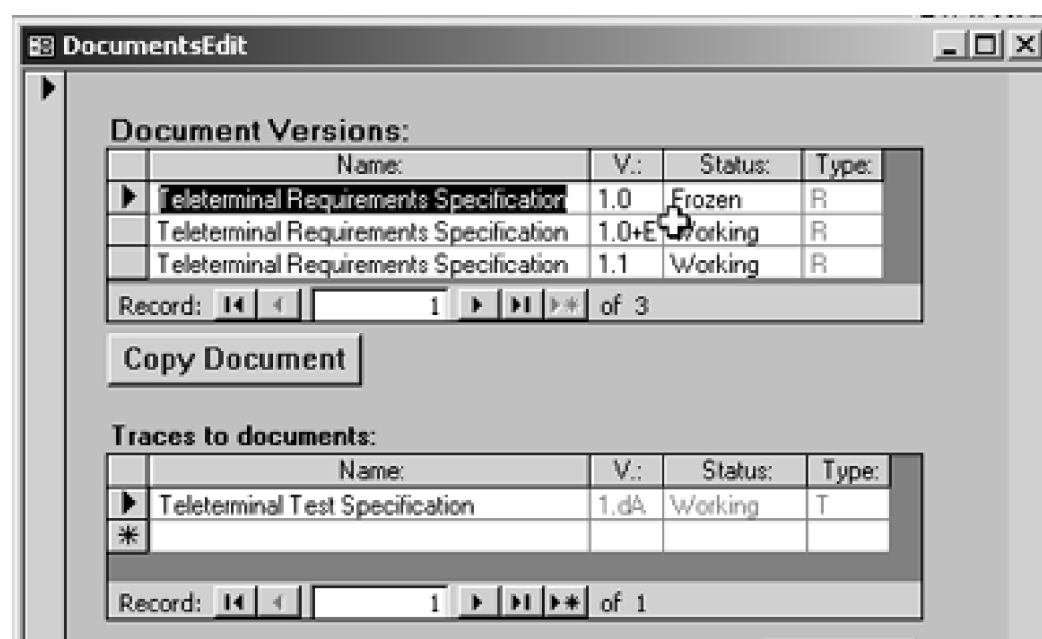 DocumentsEdit
Document Versions:
Name: V.: Status: Type:
Teleterminal Requirements Specification 1.0 Frozen R
Teleterminal Requirements Specification 1.0+E Working R
Teleterminal Requirements Specification 1.1 Working R
Record: 1 of 3
Copy Document
Traces to documents:
Name: V.: Status: Type:
Teleterminal Test Specification 1.dA Working T
Record: 1 of 1